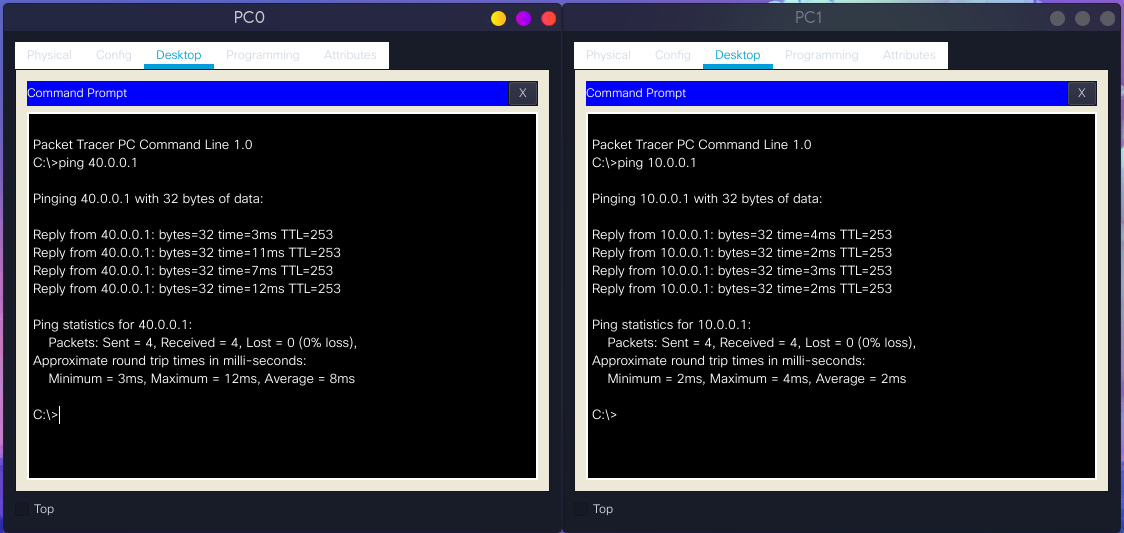 PC0
Physical Config Desktop Programming Attributes
Command Prompt X
Packet Tracer PC Command Line 1.0
C:\>ping 40.0.0.1
Pinging 40.0.0.1 with 32 bytes of data:
Reply from 40.0.0.1: bytes=32 time=3ms TTL=253
Reply from 40.0.0.1: bytes=32 time=11ms TTL=253
Reply from 40.0.0.1: bytes=32 time=7ms TTL=253
Reply from 40.0.0.1: bytes=32 time=12ms TTL=253
Ping statistics for 40.0.0.1:
Packets: Sent = 4, Received = 4, Lost = 0 (0% loss),
Approximate round trip times in milli-seconds:
Minimum = 3ms, Maximum = 12ms, Average = 8ms
C:\>
Top
PC1
Physical Config Desktop Programming Attributes
Command Prompt X
Packet Tracer PC Command Line 1.0
C:\>ping 10.0.0.1
Pinging 10.0.0.1 with 32 bytes of data:
Reply from 10.0.0.1: bytes=32 time=4ms TTL=253
Reply from 10.0.0.1: bytes=32 time=2ms TTL=253
Reply from 10.0.0.1: bytes=32 time=3ms TTL=253
Reply from 10.0.0.1: bytes=32 time=2ms TTL=253
Ping statistics for 10.0.0.1:
Packets: Sent = 4, Received = 4, Lost = 0 (0% loss),
Approximate round trip times in milli-seconds:
Minimum = 2ms, Maximum = 4ms, Average = 2ms
C:\>
Top